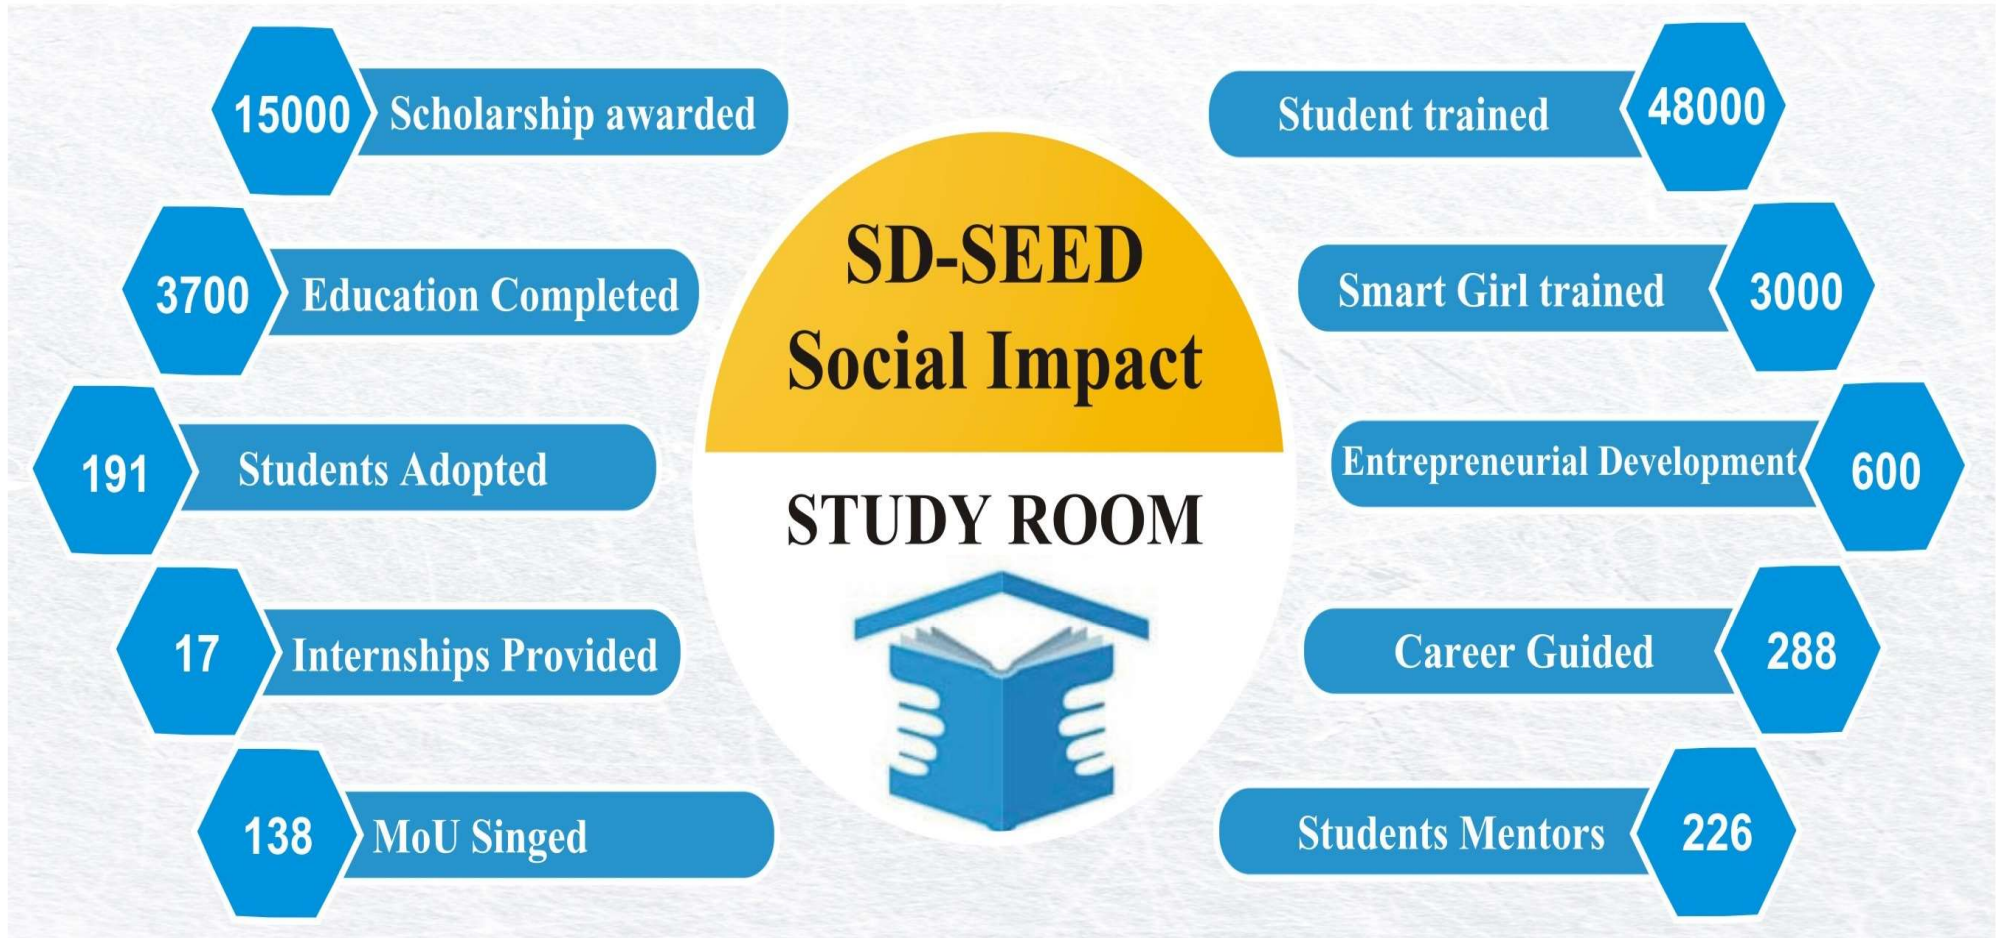 15000 Scholarship awarded
3700 Education Completed
191 Students Adopted
17 Internships Provided
138 MoU Singed
SD-SEED
Social Impact
STUDY ROOM
Student trained 48000
Smart Girl trained 3000
Entrepreneurial Development 600
Career Guided 288
Students Mentors 226